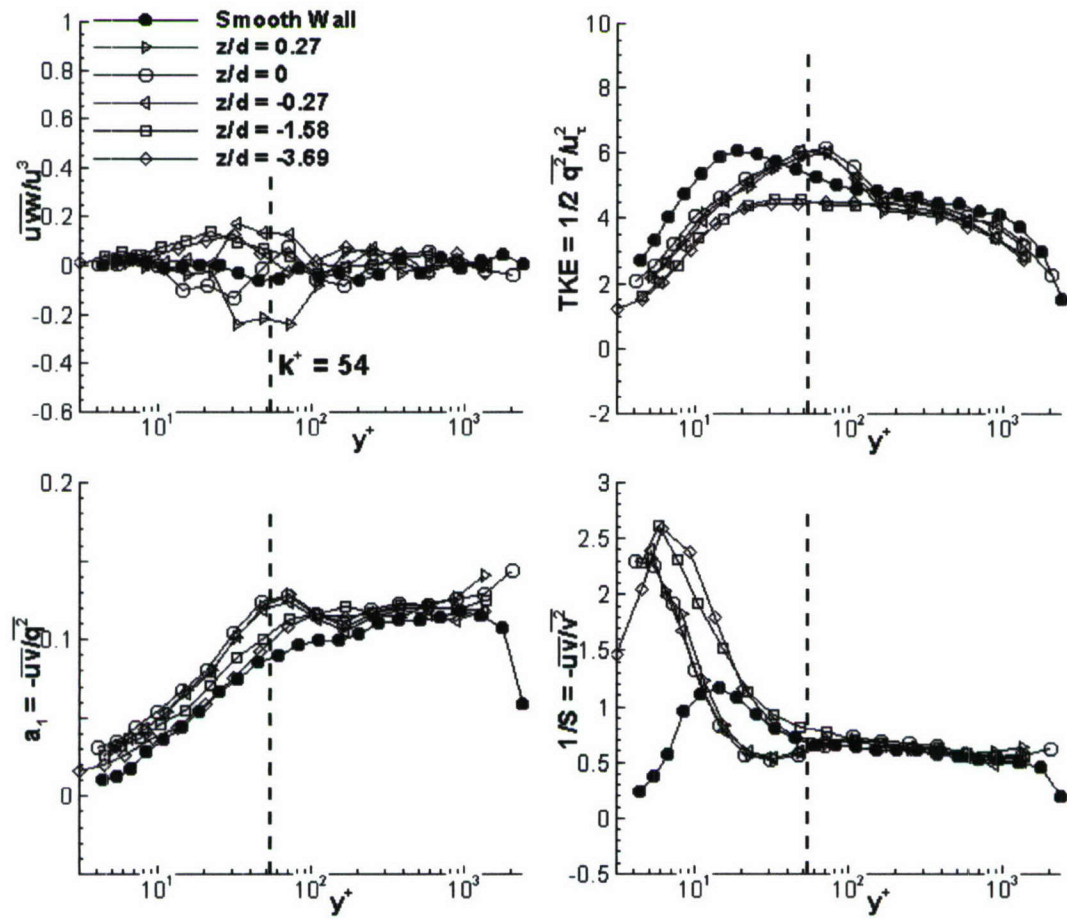 Smooth Wall
z/d = 0.27
z/d = 0
z/d = -0.27
z/d = -1.58
z/d = -3.69
1
0.8
0.6
0.4
0.2
0
-0.2
-0.4
-0.6
uvw/u³
k⁺ = 54
10¹
10²
10³
y⁺
10
8
6
4
2
0
-2
TKE = 1/2 q²/u²τ
10¹
10²
10³
y⁺
0.2
0.1
0
a₁ = -uv/q²
10¹
10²
10³
y⁺
3
2.5
2
1.5
1
0.5
0
-0.5
1/S = -uv/v²
10¹
10²
10³
y⁺